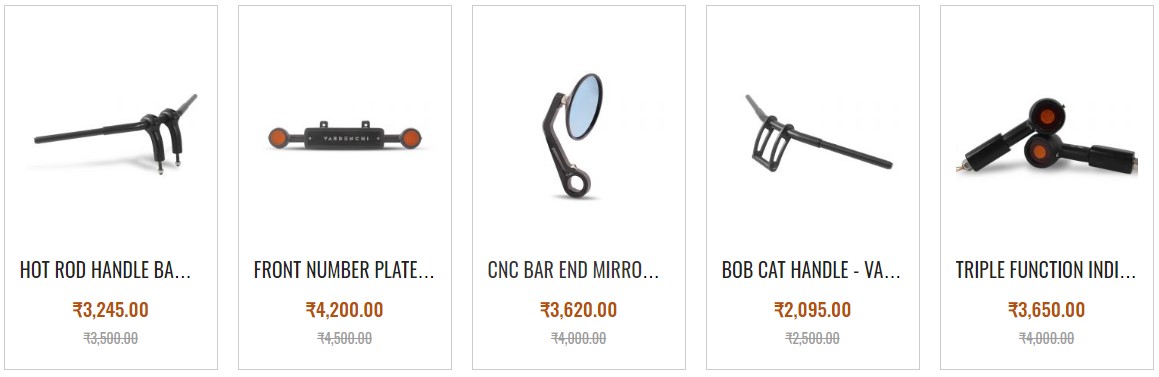 VARDENCHI
HOT ROD HANDLE BA...
₹3,245.00
₹3,500.00
FRONT NUMBER PLATE...
₹4,200.00
₹4,500.00
CNC BAR END MIRRO...
₹3,620.00
₹4,000.00
BOB CAT HANDLE - VA...
₹2,095.00
₹2,500.00
TRIPLE FUNCTION INDI...
₹3,650.00
₹4,000.00